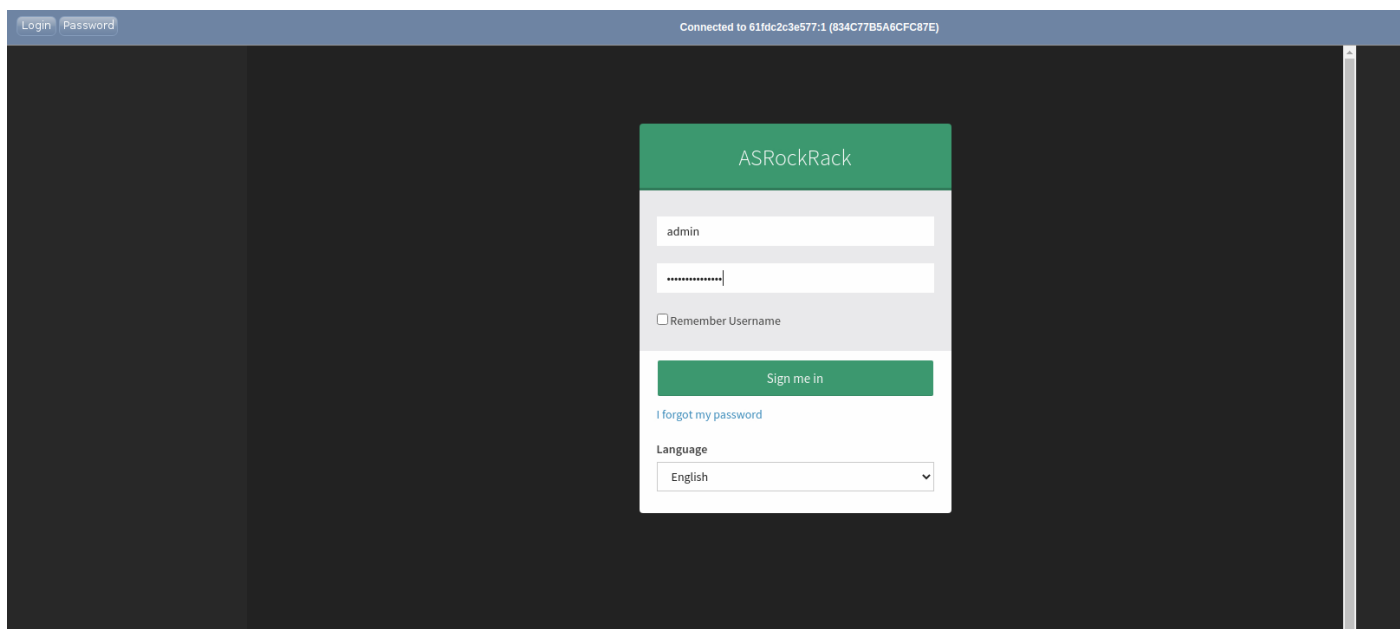 Login Password
Connected to 61fdc2c3e577:1 (834C77B5A6CFC87E)
ASRockRack
admin
•••••••••••••••
Remember Username
Sign me in
I forgot my password
Language
English